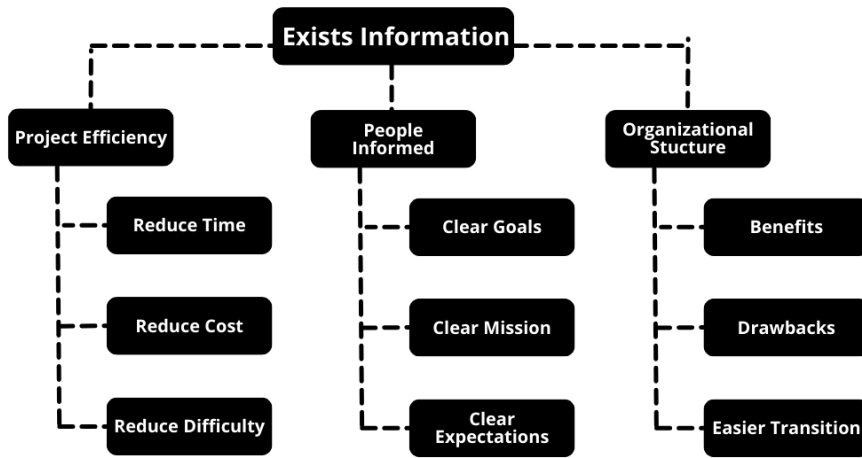 Exists Information
Project Efficiency
People
Informed
Organizational
Stucture
Reduce Time
Clear Goals
Benefits
Reduce Cost
Clear Mission
Drawbacks
Reduce Difficulty
Clear
Expectations
Easier Transition